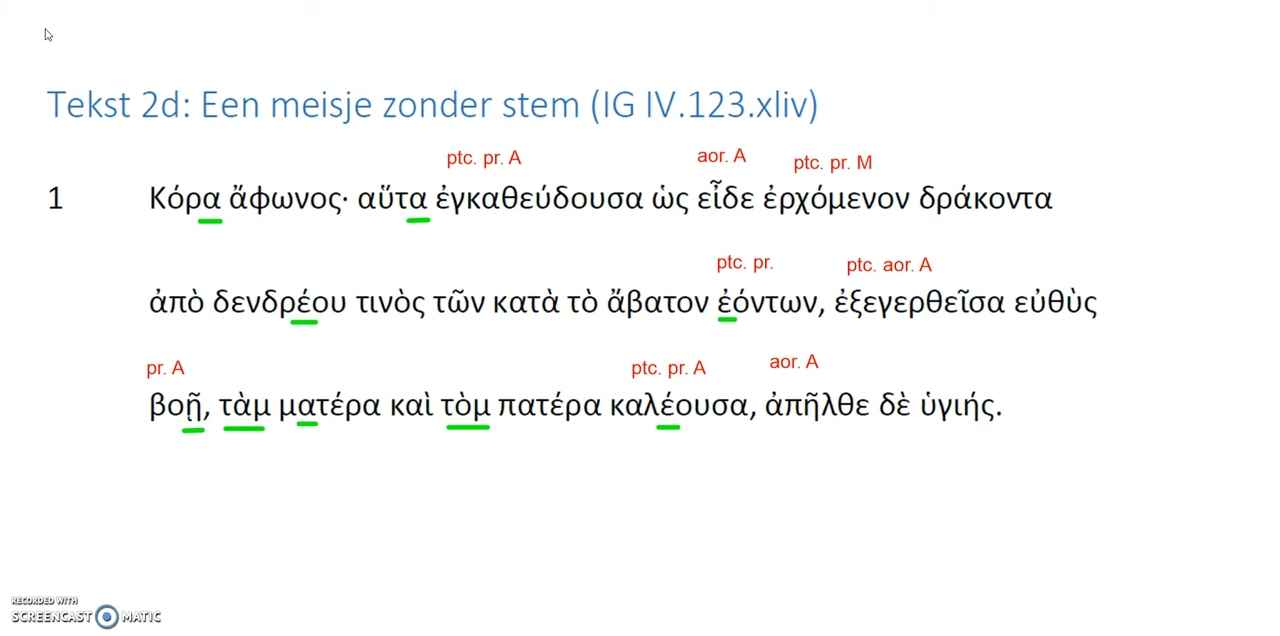 Tekst 2d: Een meisje zonder stem (IG IV.123.xliv)
ptc. pr. A aor. A ptc. pr. M
1 Κόρα ἄφωνος· αὕτα ἐγκαθεύδουσα ὡς εἶδε ἐρχόμενον δράκοντα
ptc. pr. ptc. aor. A
ἀπὸ δενδρέου τινὸς τῶν κατὰ τὸ ἄβατον ἐόντων, ἐξεγερθεῖσα εὐθὺς
pr. A ptc. pr. A aor. A
βοῇ, τὰμ ματέρα καὶ τὸμ πατέρα καλέουσα, ἀπῆλθε δὲ ὑγιής.
RECORDED WITH
SCREENCAST MATIC